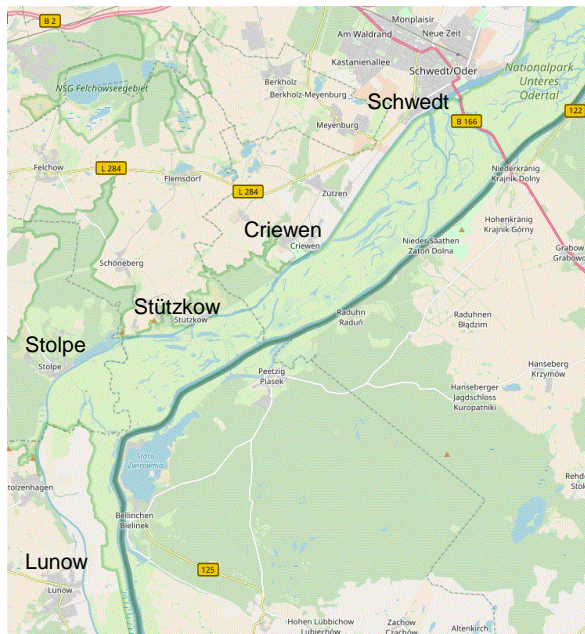 B 2
Monplaisir
Am Waldrand
Neue Zeit
Kastanienallee
Schwedt/Oder
Nationalpark
Unteres
Odertal
NSG Felchowseegebiet
Berkholz
Berkholz-Meyenburg
Schwedt
122
B 166
Meyenburg
Felchow
L 284
Flemsdorf
L 284
Zützen
Niederkränig
Krajnik Dolny
Hohenkränig
Krajnik Górny
Criewen
Criewen
Nieder Saathen
Zatoń Dolna
Grabow
Grabowo
Schöneberg
Stützkow
Stützkow
Raduhn
Raduń
Raduhnen
Błądzim
Stolpe
Stolpe
Peetzig
Piasek
Hanseberg
Krzymów
Hanseberger
Jagdschloss
Kuropatniki
Stara
Żwirownia
Stolzenhagen
Bellinchen
Bielinek
Lunow
Lunow
125
Hohen Lübbichow
Lubiechów
Zachow
Czachów
Altenkirch